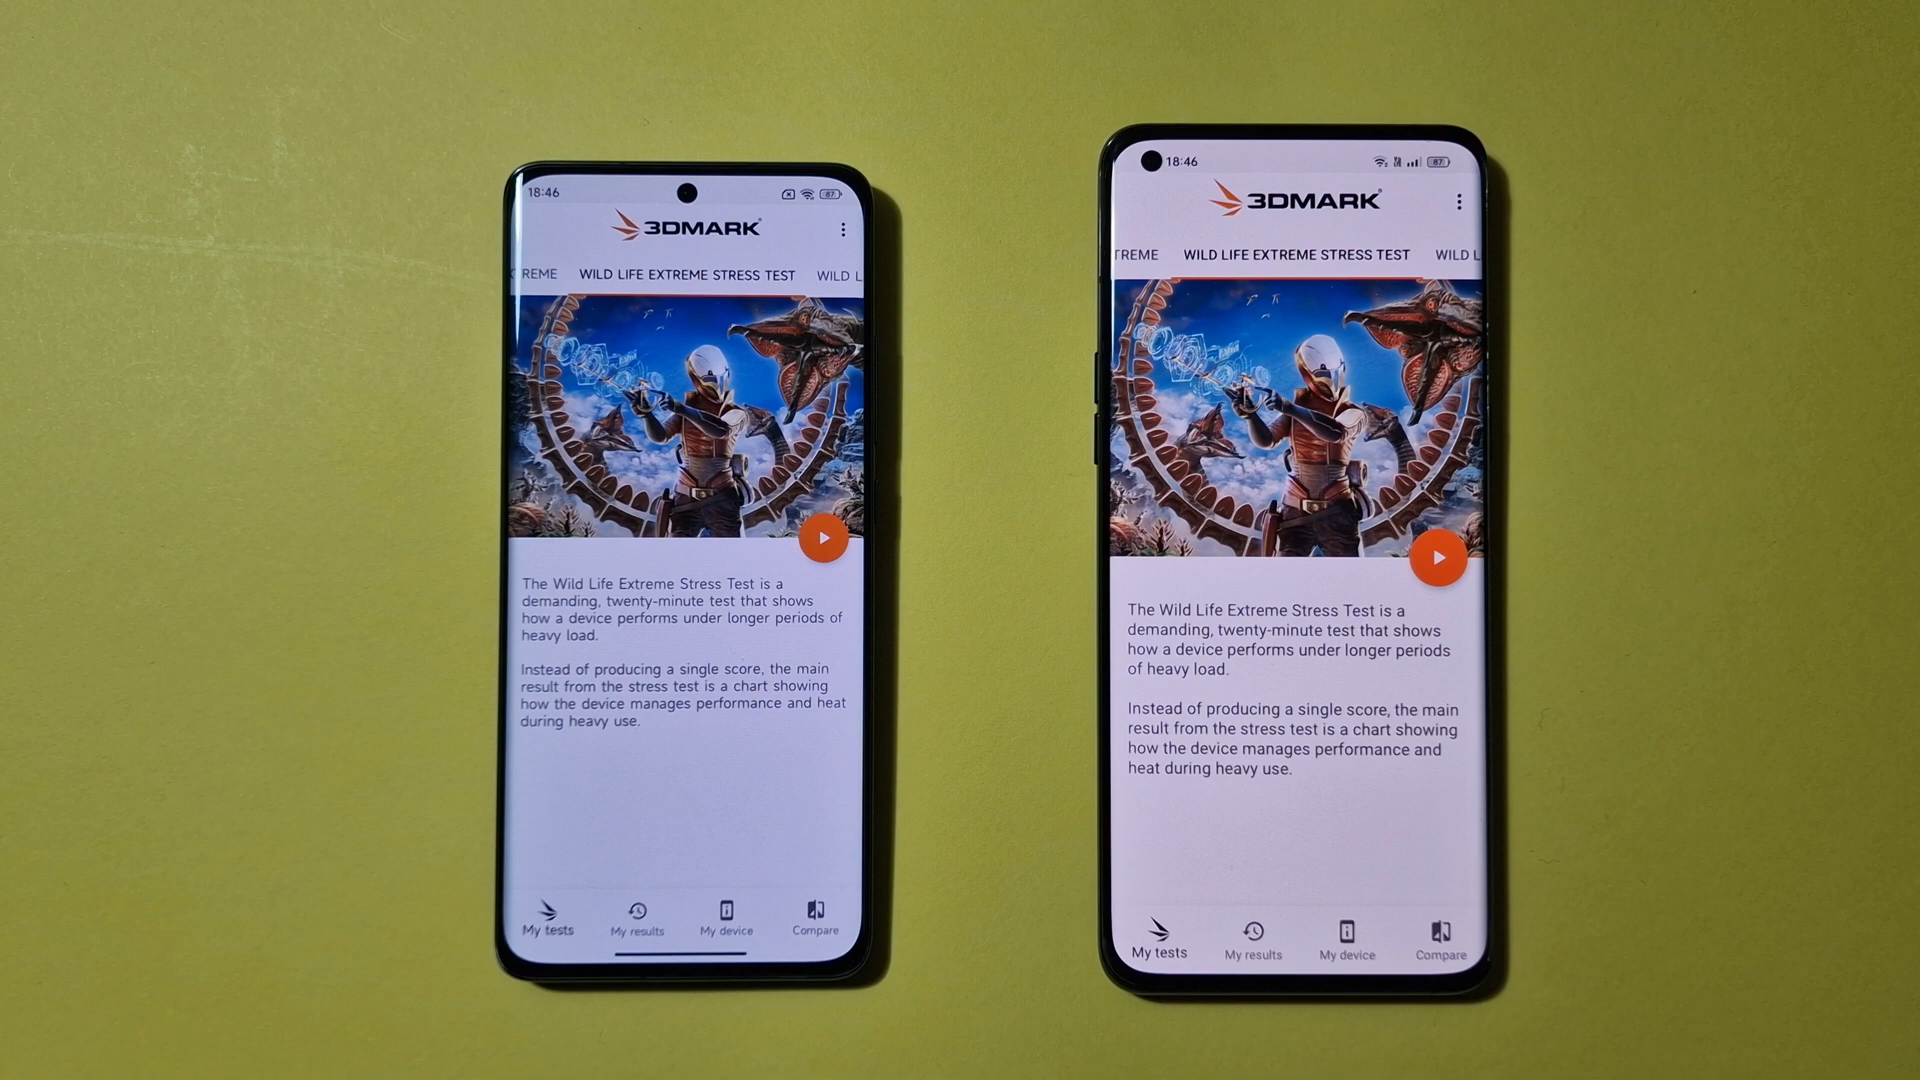 18:46
87
3DMARK
XTREME WILD LIFE EXTREME STRESS TEST WILD L
The Wild Life Extreme Stress Test is a
demanding, twenty-minute test that shows
how a device performs under longer periods of
heavy load.
Instead of producing a single score, the main
result from the stress test is a chart showing
how the device manages performance and heat
during heavy use.
My tests My results My device Compare
18:46
87
3DMARK
TREME WILD LIFE EXTREME STRESS TEST WILD L
The Wild Life Extreme Stress Test is a
demanding, twenty-minute test that shows
how a device performs under longer periods
of heavy load.
Instead of producing a single score, the main
result from the stress test is a chart showing
how the device manages performance and
heat during heavy use.
My tests My results My device Compare